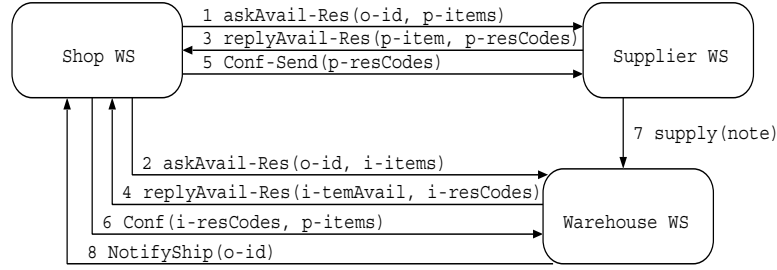 1 askAvail-Res(o-id, p-items)
3 replyAvail-Res(p-item, p-resCodes)
Shop WS
Supplier WS
5 Conf-Send(p-resCodes)
7 supply(note)
2 askAvail-Res(o-id, i-items)
4 replyAvail-Res(i-temAvail, i-resCodes)
6 Conf(i-resCodes, p-items)
Warehouse WS
8 NotifyShip(o-id)